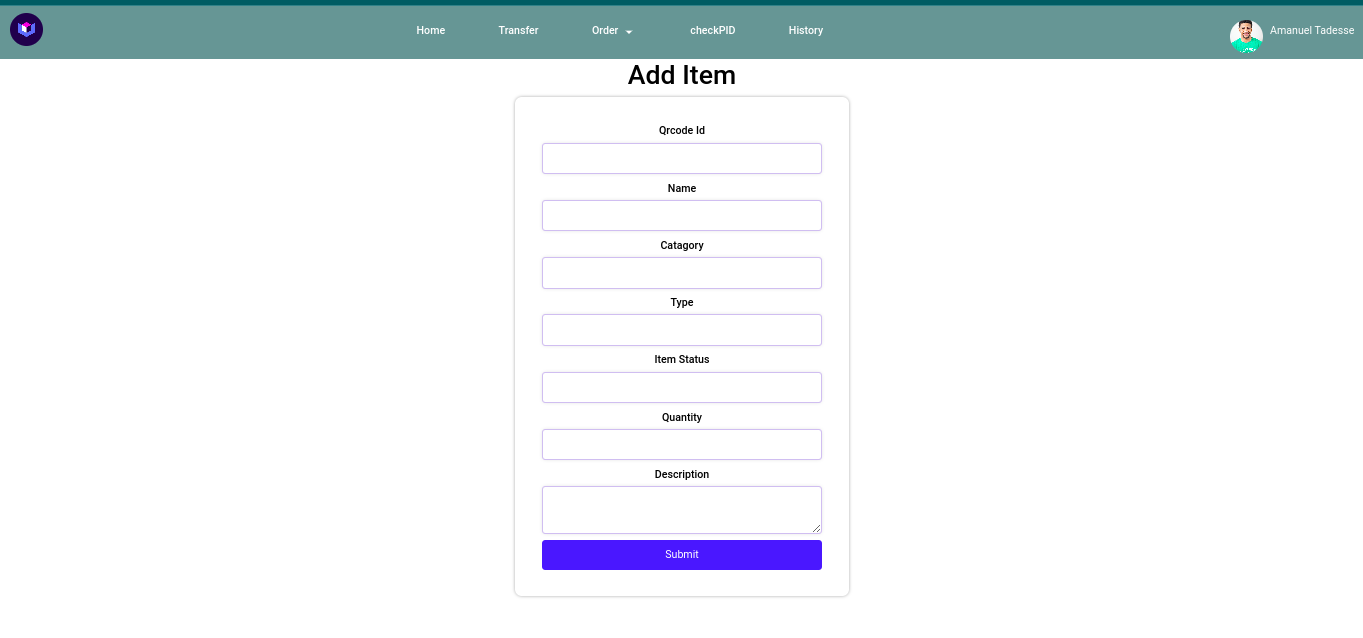 Home Transfer Order checkPID History Amanuel Tadesse
Add Item
Qrcode Id
Name
Catagory
Type
Item Status
Quantity
Description
Submit